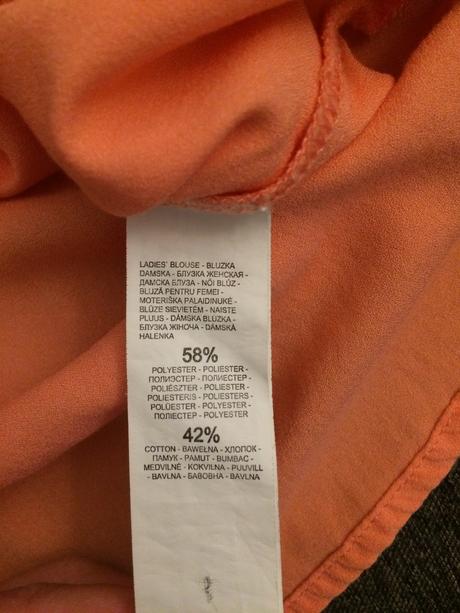 LADIES' BLOUSE - BLUZKA
DAMSKA - БЛУЗКА ЖЕНСКАЯ -
ДАМСКА БЛУЗА - NŐI BLÚZ -
BLUZĂ PENTRU FEMEI -
MOTERIŠKA PALAIDINUKĖ -
BLŪZE SIEVIETĒM - NAISTE
PLUUS - DÁMSKA BLÚZKA -
БЛУЗКА ЖІНОЧА - DÁMSKÁ
HALENKA
58%
POLYESTER - POLIESTER -
ПОЛИЭСТЕР - ПОЛИЕСТЕР -
POLIÉSZTER - POLIESTER -
POLIESTERIS - POLIESTERS -
POLÜESTER - POLYESTER -
ПОЛІЕСТЕР - POLYESTER
42%
COTTON - BAWEŁNA - ХЛОПОК -
ПАМУК - PAMUT - BUMBAC -
MEDVILNĖ - KOKVILNA - PUUVILL
- BAVLNA - БАВОВНА - BAVLNA